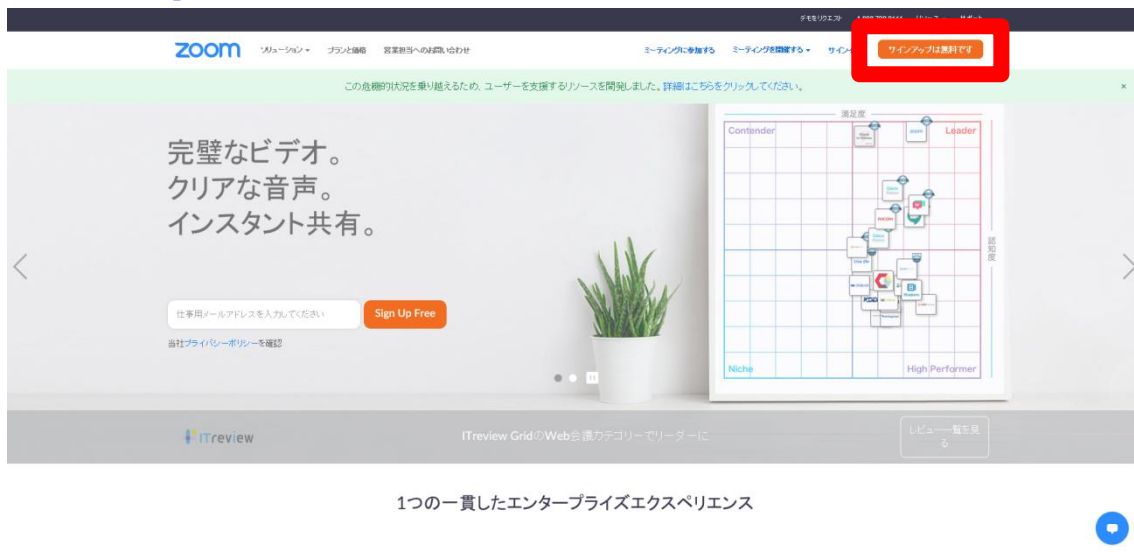 デモをリクエスト
サポート
zoom ソリューション プランと価格 営業担当へのお問い合わせ ミーティングに参加する ミーティングを開催する サインアップは無料です
この危機的状況を乗り越えるため、ユーザーを支援するリソースを開発しました。詳細はこちらをクリックしてください。 ×
完璧なビデオ。
クリアな音声。
インスタント共有。
満足度
Contender Leader
zoom
認知度
仕事用メールアドレスを入力してください Sign Up Free
当社プライバシーポリシーを確認
Niche High Performer
ITreview ITreview GridのWeb会議カテゴリーでリーダーに レビュー一覧を見
る
1つの一貫したエンタープライズエクスペリエンス